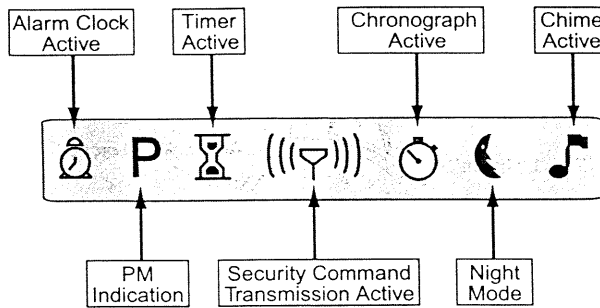 Alarm Clock
Active
Timer
Active
Chronograph
Active
Chime
Active
P
PM
Indication
Security Command
Transmission Active
Night
Mode